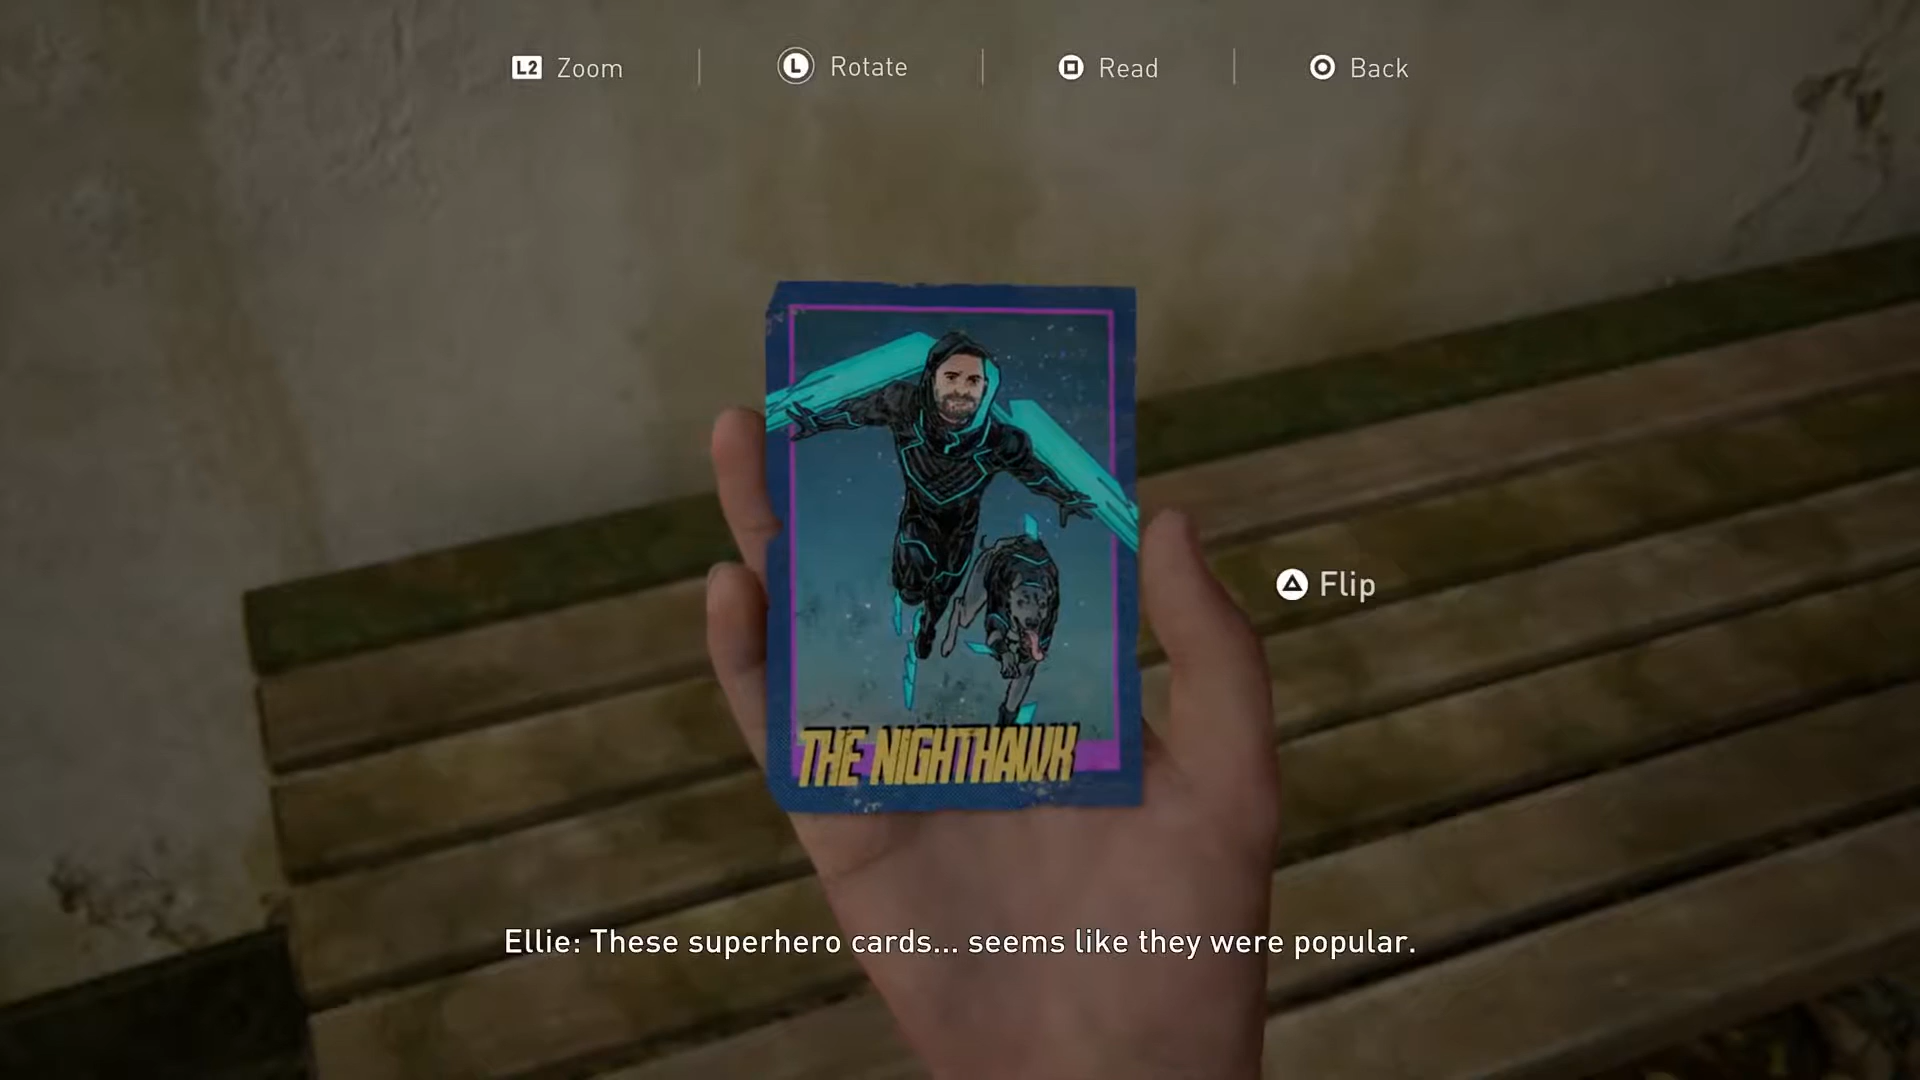 L2 Zoom
L Rotate
Read
Back
Flip
THE NIGHTHAWK
Ellie: These superhero cards... seems like they were popular.